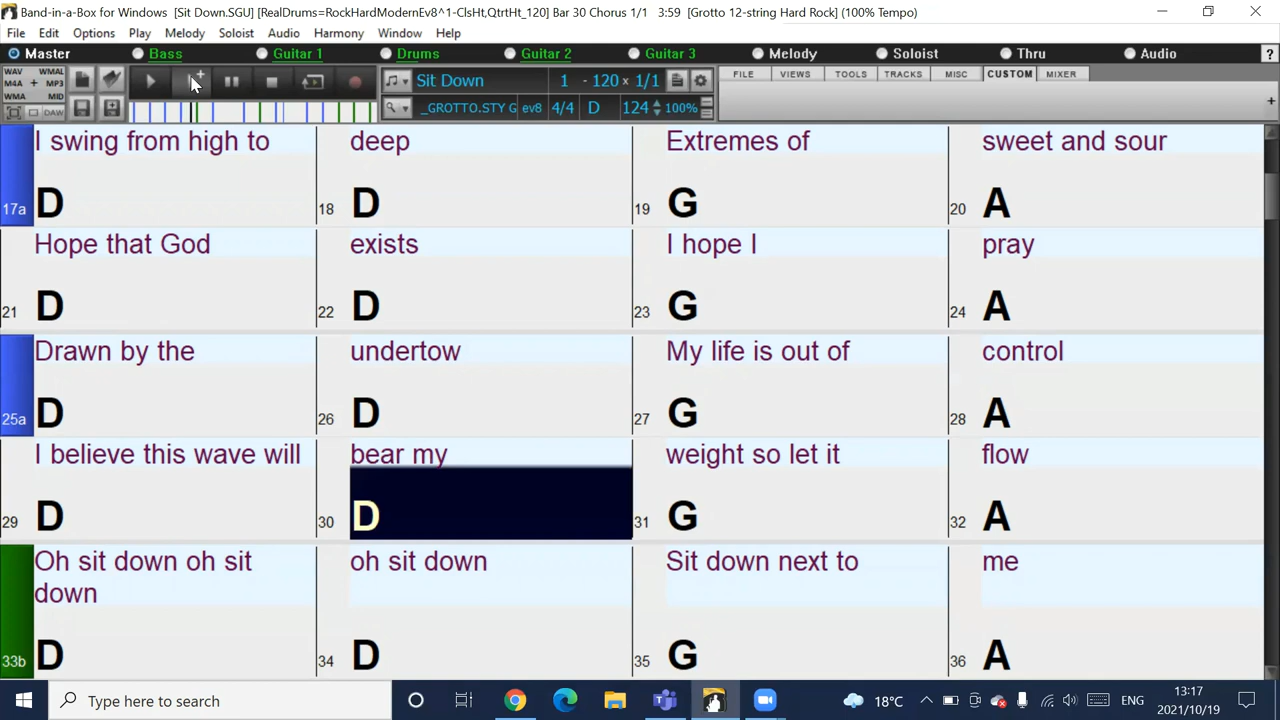 Band-in-a-Box for Windows [Sit Down.SGU] [RealDrums=RockHardModernEv8^1-ClsHt,QtrtHt_120] Bar 30 Chorus 1/1 3:59 [Grotto 12-string Hard Rock] (100% Tempo)
File Edit Options Play Melody Soloist Audio Harmony Window Help
Master Bass Guitar 1 Drums Guitar 2 Guitar 3 Melody Soloist Thru Audio ?
WAV WMAL
M4A + MP3
WMA MID
DAW
Sit Down 1 - 120 x 1/1
_GROTTO.STY G ev8 4/4 D 124 100%
FILE VIEWS TOOLS TRACKS MISC CUSTOM MIXER
+
I swing from high to deep Extremes of sweet and sour
17a D 18 D 19 G 20 A
Hope that God exists I hope I pray
21 D 22 D 23 G 24 A
Drawn by the undertow My life is out of control
25a D 26 D 27 G 28 A
I believe this wave will bear my weight so let it flow
29 D 30 D 31 G 32 A
Oh sit down oh sit oh sit down Sit down next to me
down
33b D 34 D 35 G 36 A
Type here to search 18°C ENG 13:17
2021/10/19